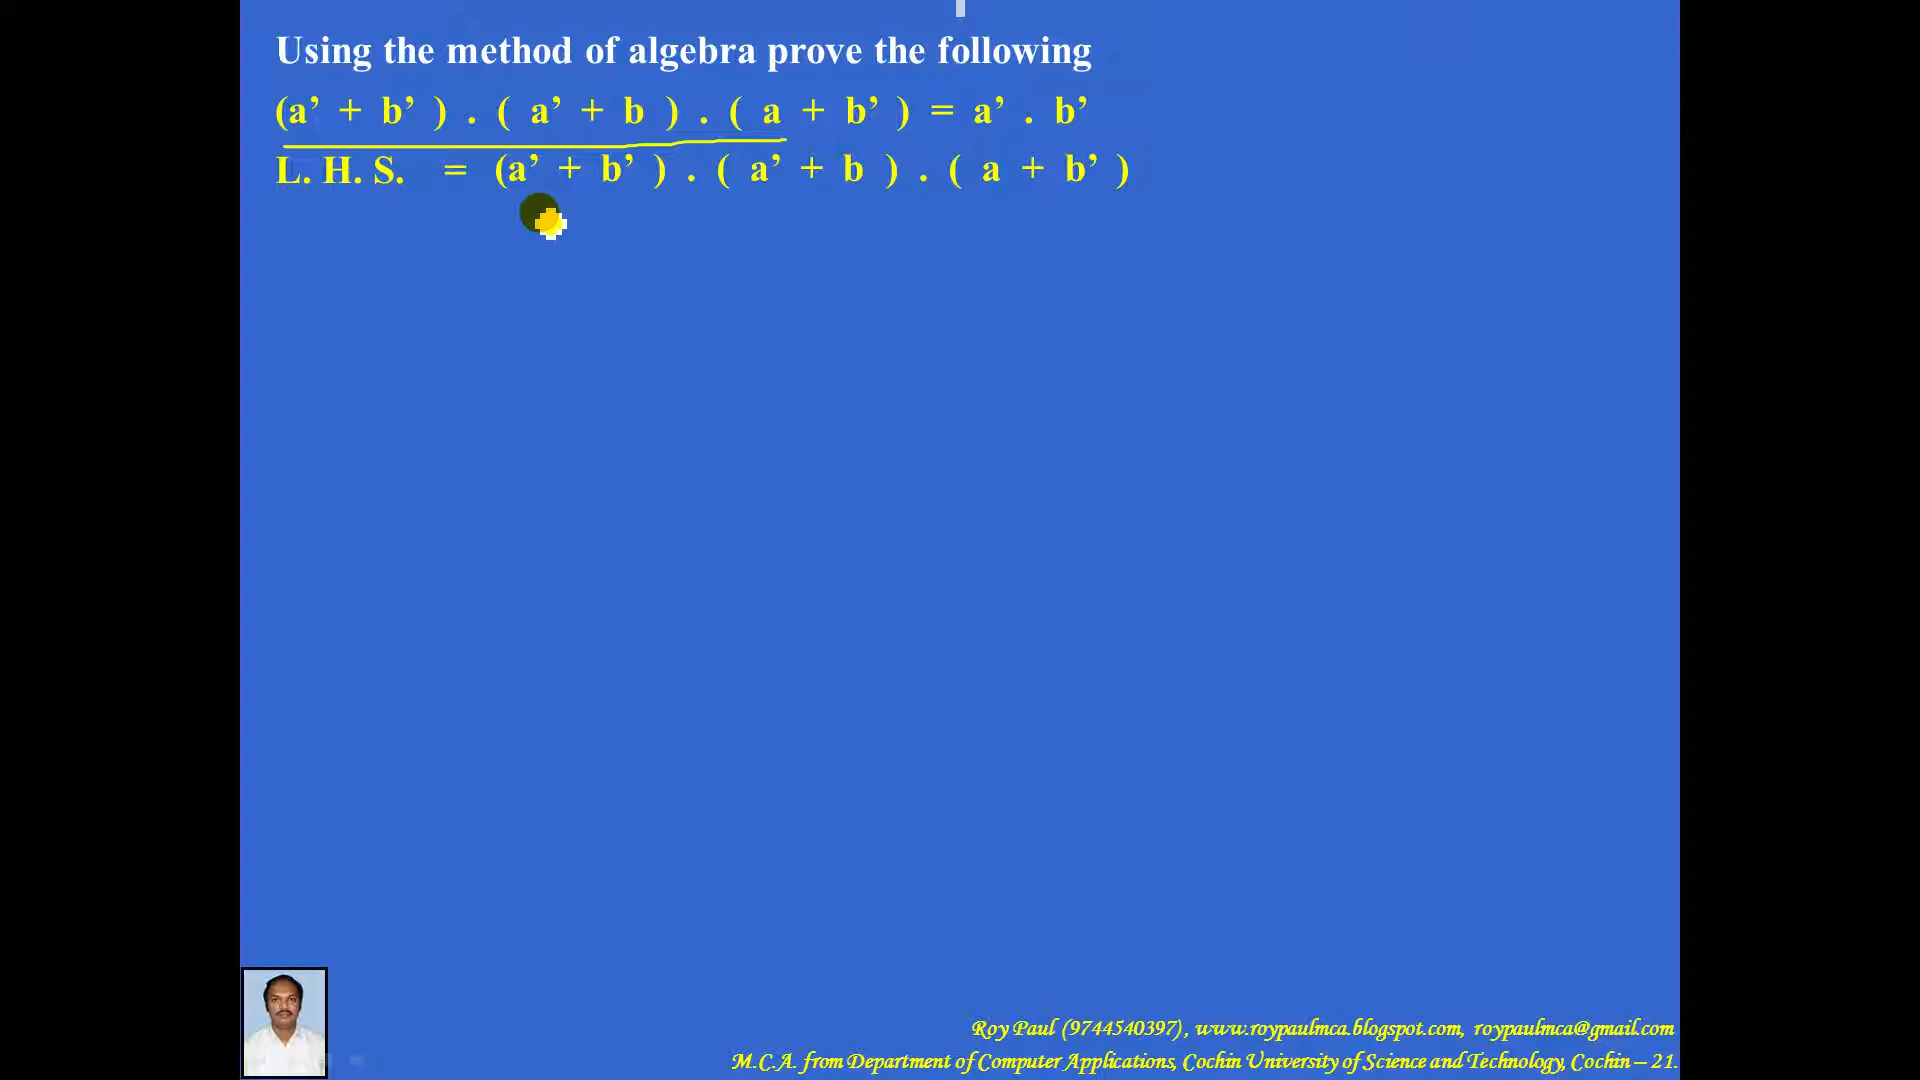 Using the method of algebra prove the following
(a’ + b’ ) . ( a’ + b ) . ( a + b’ ) = a’ . b’
L. H. S. = (a’ + b’ ) . ( a’ + b ) . ( a + b’ )
Roy Paul (9744540397), www.roypaulmca.blogspot.com, roypaulmca@gmail.com
M.C.A. from Department of Computer Applications, Cochin University of Science and Technology, Cochin – 21.